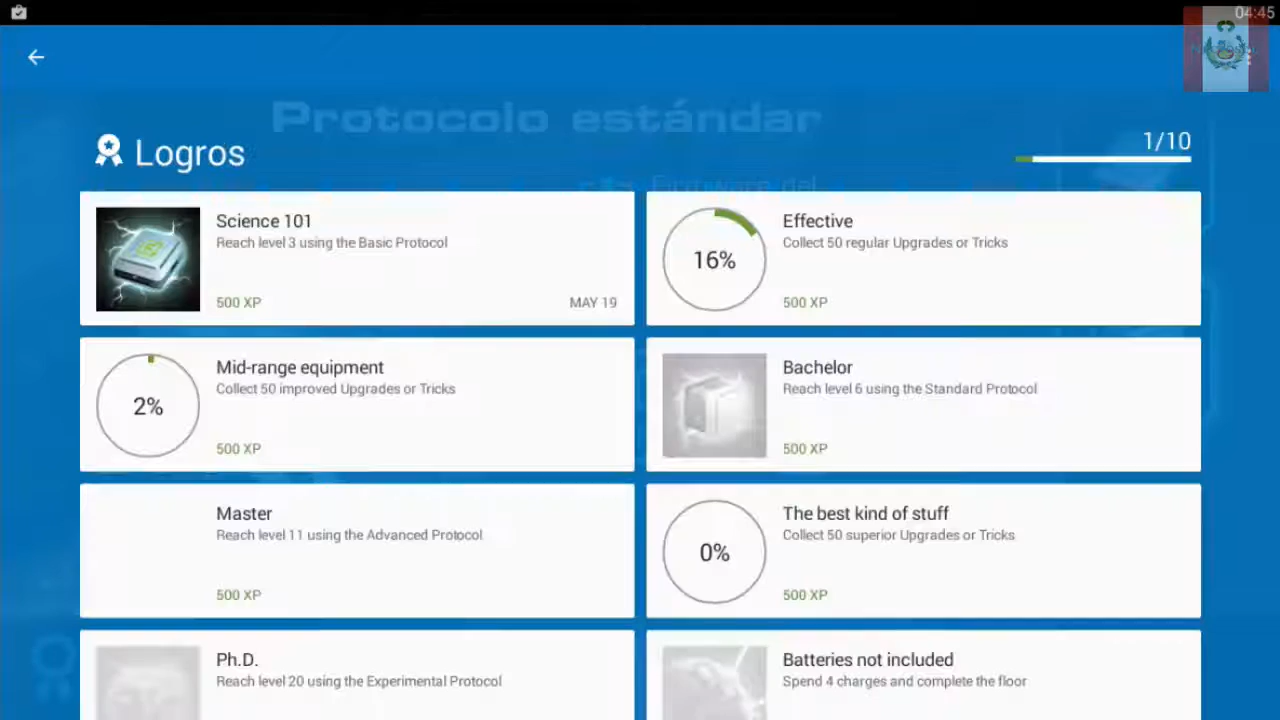 04:45
Protocolo estándar
Logros
1/10
Firmware del
Science 101
Reach level 3 using the Basic Protocol
500 XP
MAY 19
16%
Effective
Collect 50 regular Upgrades or Tricks
500 XP
2%
Mid-range equipment
Collect 50 improved Upgrades or Tricks
500 XP
Bachelor
Reach level 6 using the Standard Protocol
500 XP
Master
Reach level 11 using the Advanced Protocol
500 XP
0%
The best kind of stuff
Collect 50 superior Upgrades or Tricks
500 XP
Ph.D.
Reach level 20 using the Experimental Protocol
Batteries not included
Spend 4 charges and complete the floor